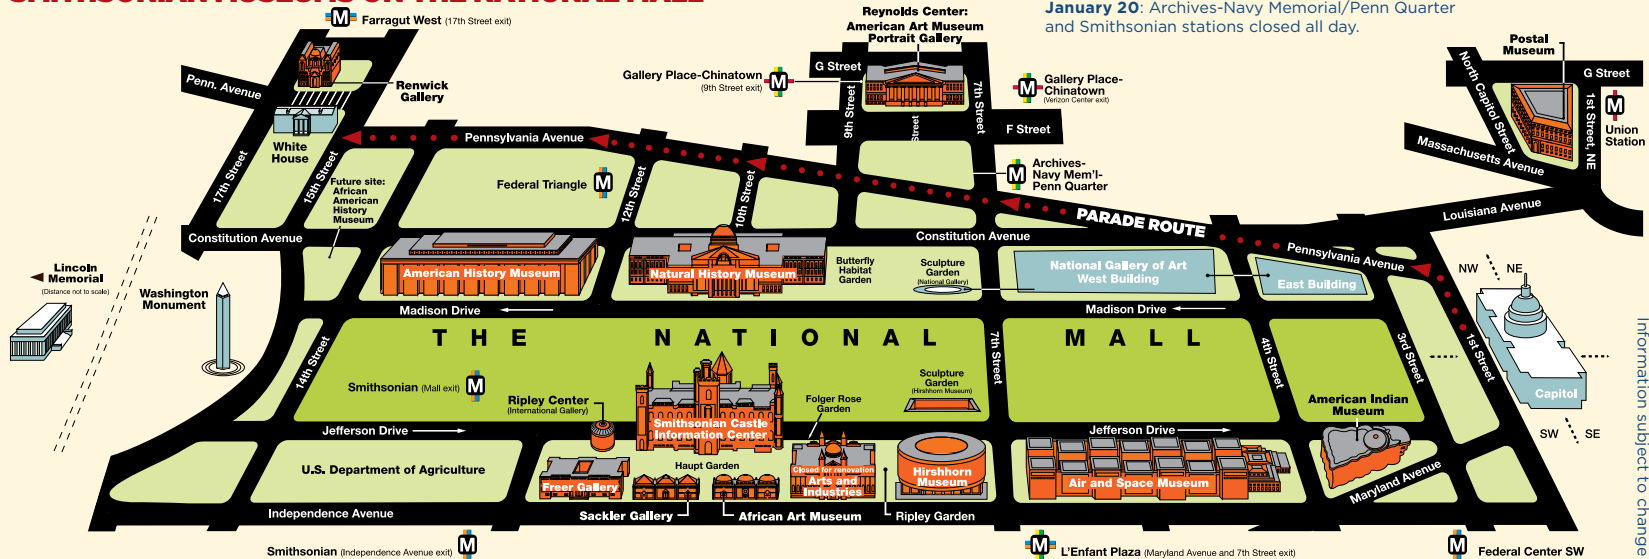 SMITHSONIAN MUSEUMS ON THE NATIONAL MALL
January 20: Archives-Navy Memorial/Penn Quarter
and Smithsonian stations closed all day.
M
Farragut West (17th Street exit)
Renwick
Gallery
Penn. Avenue
White
House
17th Street
15th Street
Pennsylvania Avenue
Future site:
African
American
History
Museum
Federal Triangle
M
12th Street
10th Street
Gallery Place-Chinatown
(9th Street exit)
M
Reynolds Center:
American Art Museum
Portrait Gallery
G Street
9th Street
Street
7th Street
F Street
M
Gallery Place-
Chinatown
(Verizon Center exit)
M
Archives-
Navy Mem'l-
Penn Quarter
PARADE ROUTE
Postal
Museum
G Street
North Capitol Street
1st Street, NE
M
Union
Station
Massachusetts Avenue
Louisiana Avenue
Pennsylvania Avenue
Constitution Avenue
Constitution Avenue
Lincoln
Memorial
(Distance not to scale)
Washington
Monument
American History Museum
Natural History Museum
Butterfly
Habitat
Garden
Sculpture
Garden
(National Gallery)
National Gallery of Art
West Building
East Building
NW
NE
Madison Drive
Madison Drive
THE NATIONAL MALL
14th Street
7th Street
4th Street
3rd Street
1st Street
Capitol
SW
SE
Smithsonian (Mall exit)
M
Ripley Center
(International Gallery)
Smithsonian Castle
Information Center
Folger Rose
Garden
Sculpture
Garden
(Hirshhorn Museum)
American Indian
Museum
Jefferson Drive
Jefferson Drive
U.S. Department of Agriculture
Freer Gallery
Haupt Garden
Closed for renovation
Arts and
Industries
Hirshhorn
Museum
Air and Space Museum
Maryland Avenue
Independence Avenue
Sackler Gallery
African Art Museum
Ripley Garden
Smithsonian (Independence Avenue exit)
M
M
L'Enfant Plaza (Maryland Avenue and 7th Street exit)
M
Federal Center SW
Information subject to change